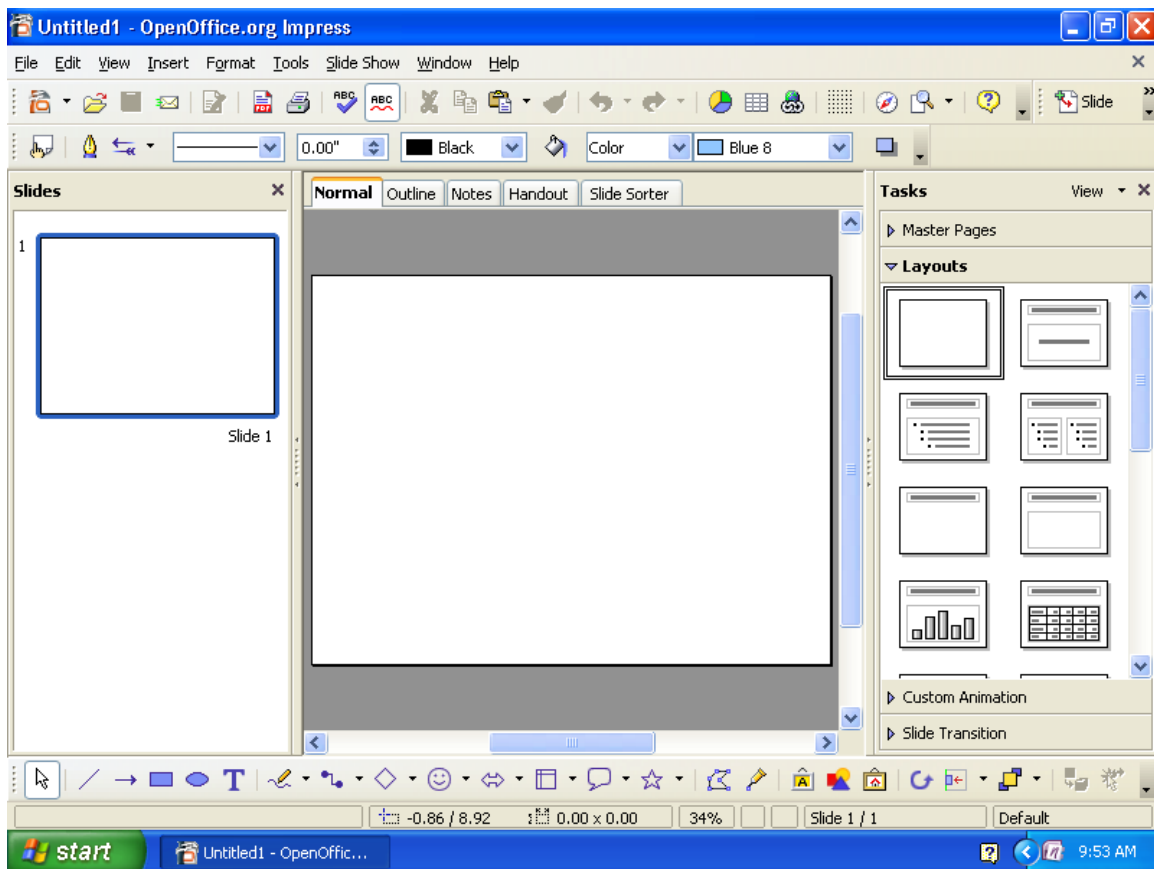 Untitled1 - OpenOffice.org Impress
File Edit View Insert Format Tools Slide Show Window Help
ABC ABC Slide
0.00" Black Color Blue 8
Slides
Normal Outline Notes Handout Slide Sorter
Tasks View
1
Master Pages
Layouts
Slide 1
Custom Animation
Slide Transition
-0.86 / 8.92 0.00 x 0.00 34% Slide 1 / 1 Default
start Untitled1 - OpenOffic... 9:53 AM